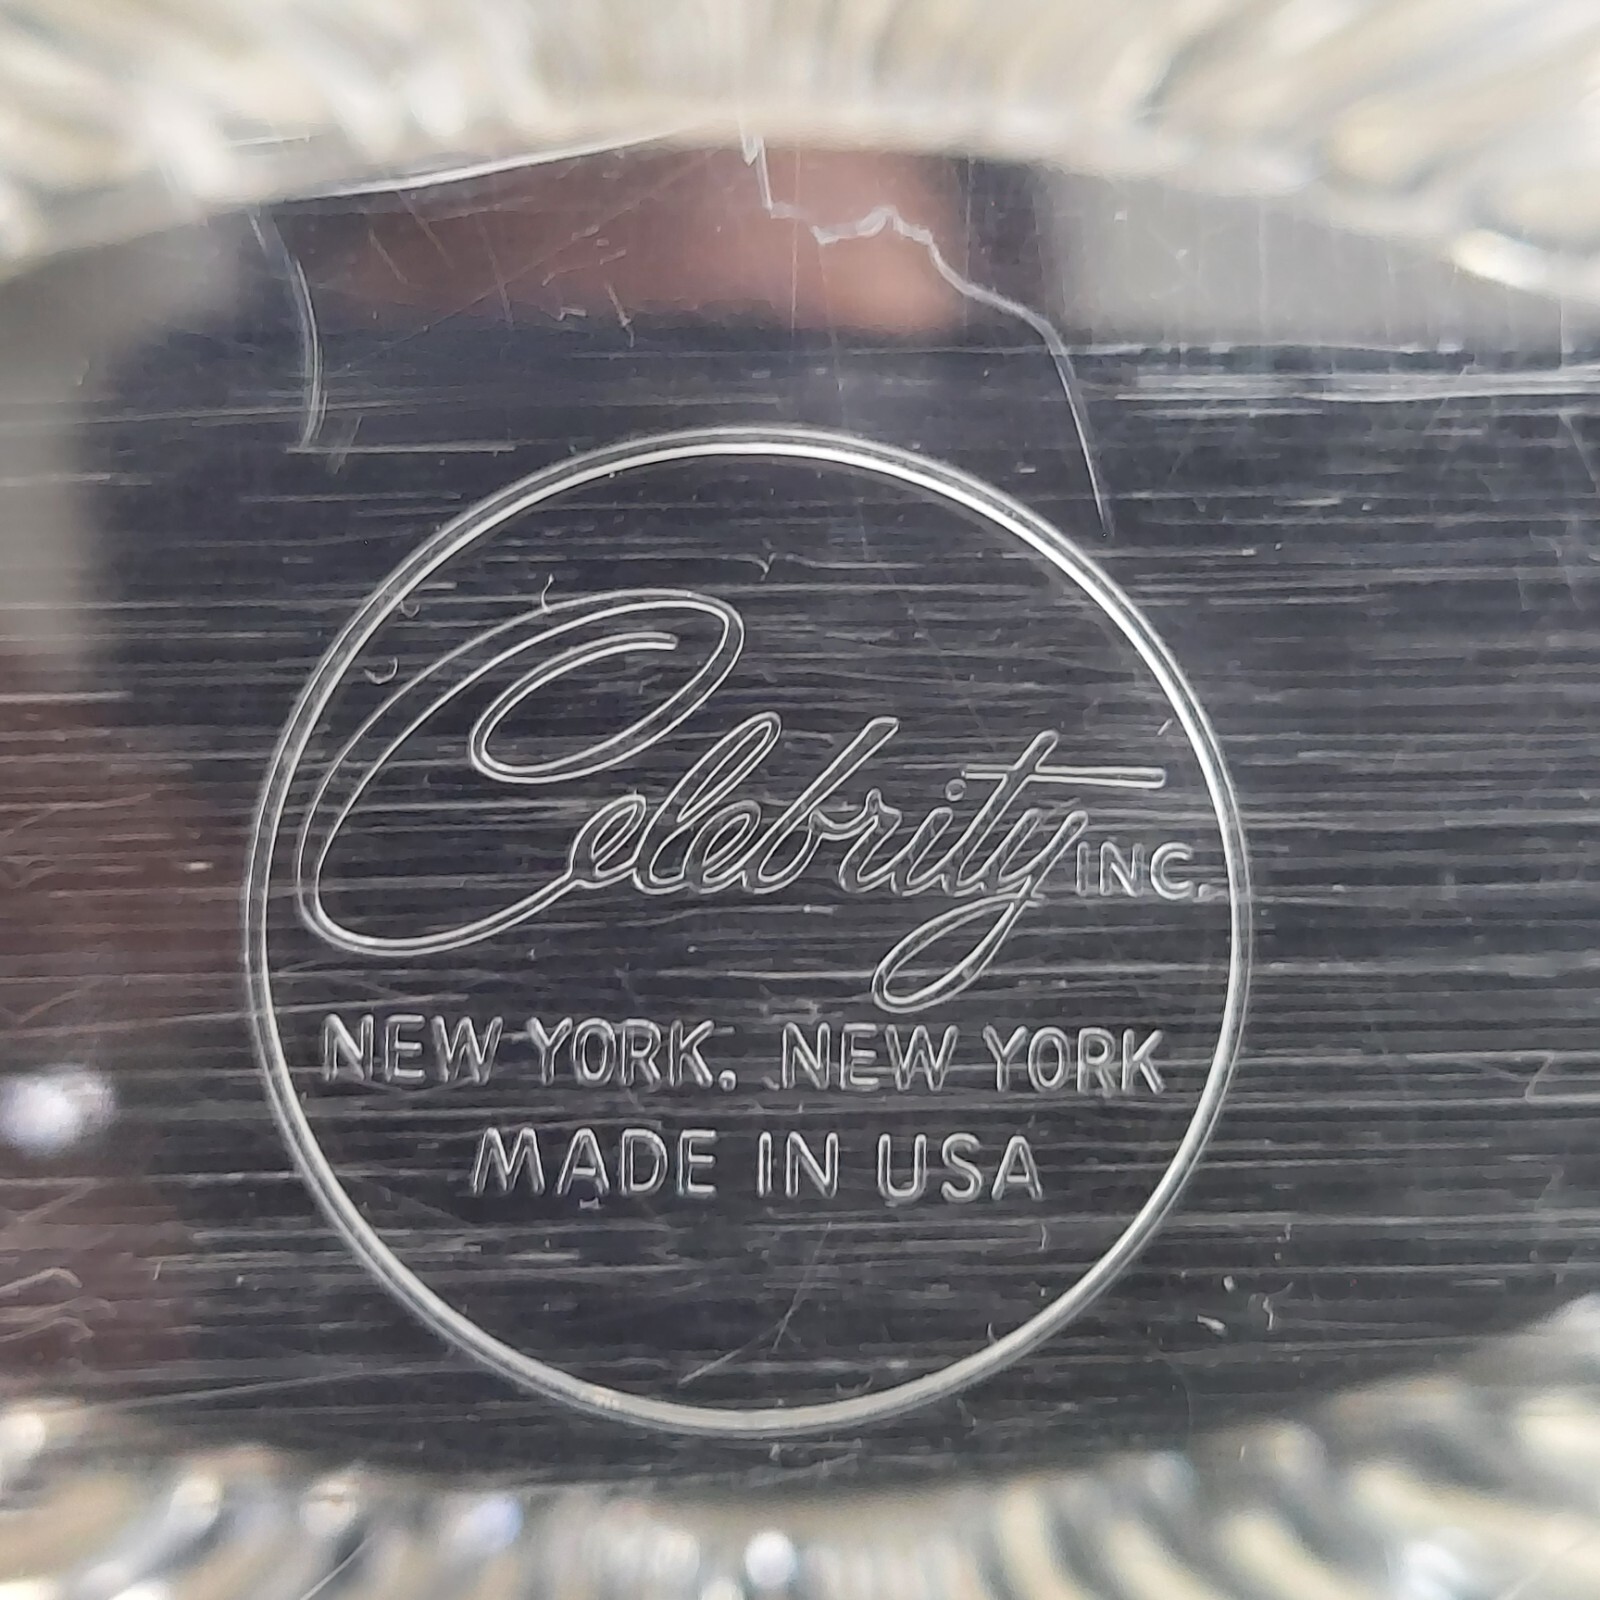 Celebrity INC.
NEW YORK. NEW YORK
MADE IN USA